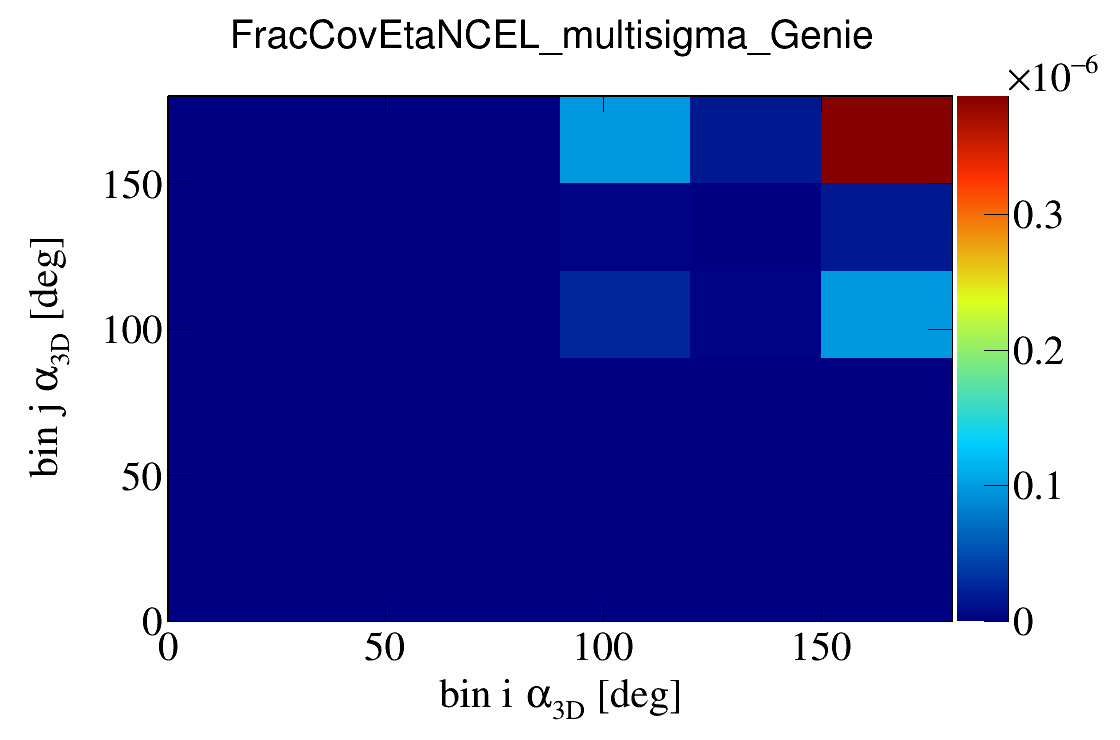 FracCovEtaNCEL_multisigma_Genie
×10⁻⁶
150
100
50
0
0.3
0.2
0.1
0
0 50 100 150
bin j α3D [deg]
bin i α3D [deg]